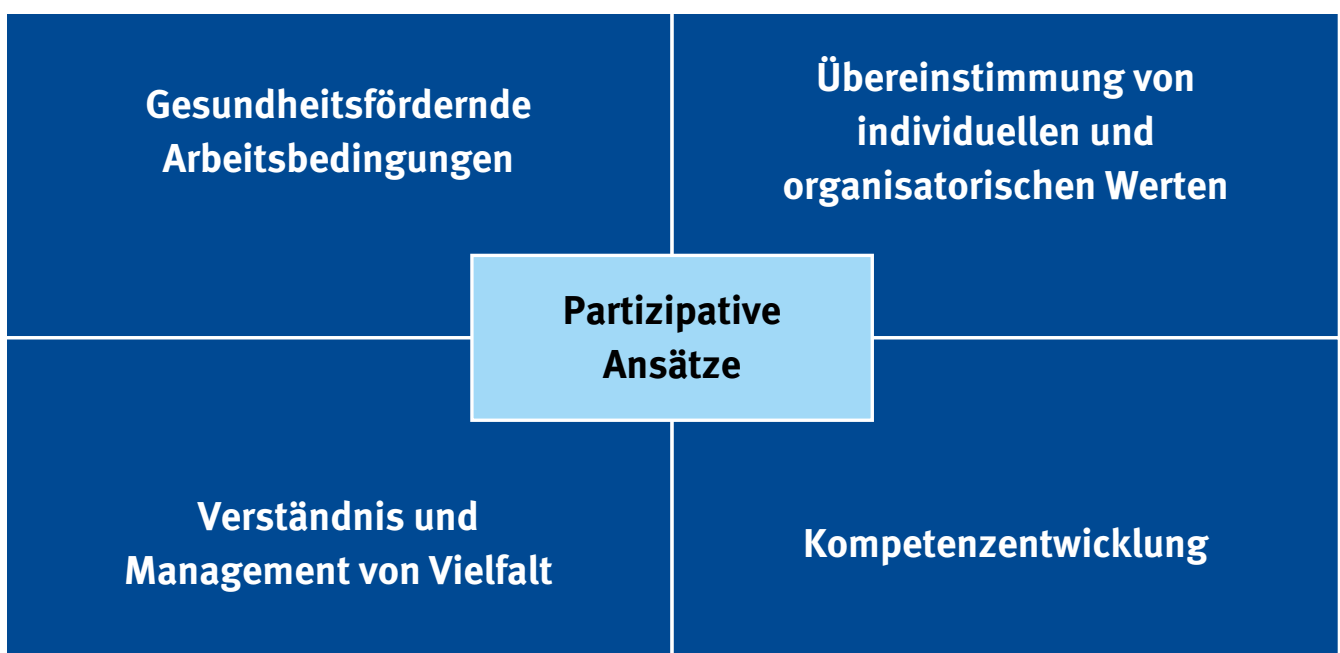 Gesundheitsfördernde
Arbeitsbedingungen
Übereinstimmung von
individuellen und
organisatorischen Werten
Partizipative
Ansätze
Verständnis und
Management von Vielfalt
Kompetenzentwicklung